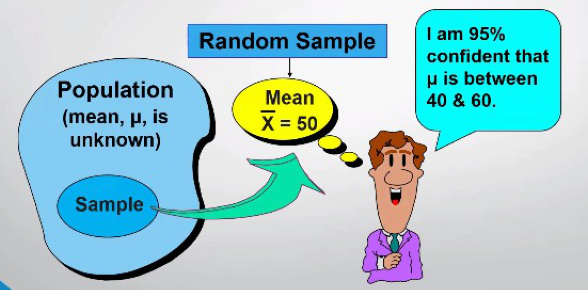 Random Sample
Population
(mean, μ, is
unknown)
Sample
Mean
X̅ = 50
I am 95%
confident that
μ is between
40 & 60.